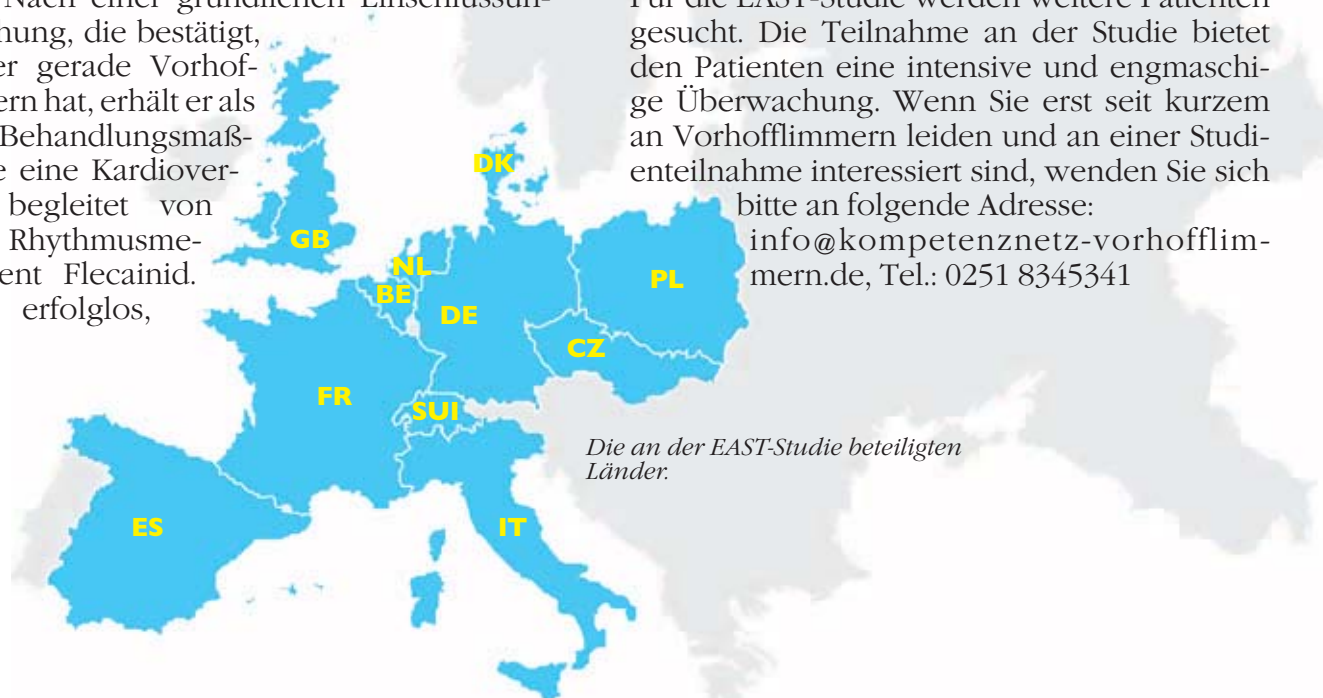 Nach einer gründlichen Einschlussun-
hung, die bestätigt,
er gerade Vorhof-
ern hat, erhält er als
Behandlungsmaß-
e eine Kardiover-
begleitet von
Rhythmusme-
ent Flecainid.
erfolglos,
Für die EAST-Studie werden weitere Patienten
gesucht. Die Teilnahme an der Studie bietet
den Patienten eine intensive und engmaschi-
ge Überwachung. Wenn Sie erst seit kurzem
an Vorhofflimmern leiden und an einer Studi-
enteilnahme interessiert sind, wenden Sie sich
bitte an folgende Adresse:
info@kompetenznetz-vorhofflim-
mern.de, Tel.: 0251 8345341
DK
GB
NL
BE
DE
PL
CZ
FR
SUI
ES
IT
Die an der EAST-Studie beteiligten
Länder.